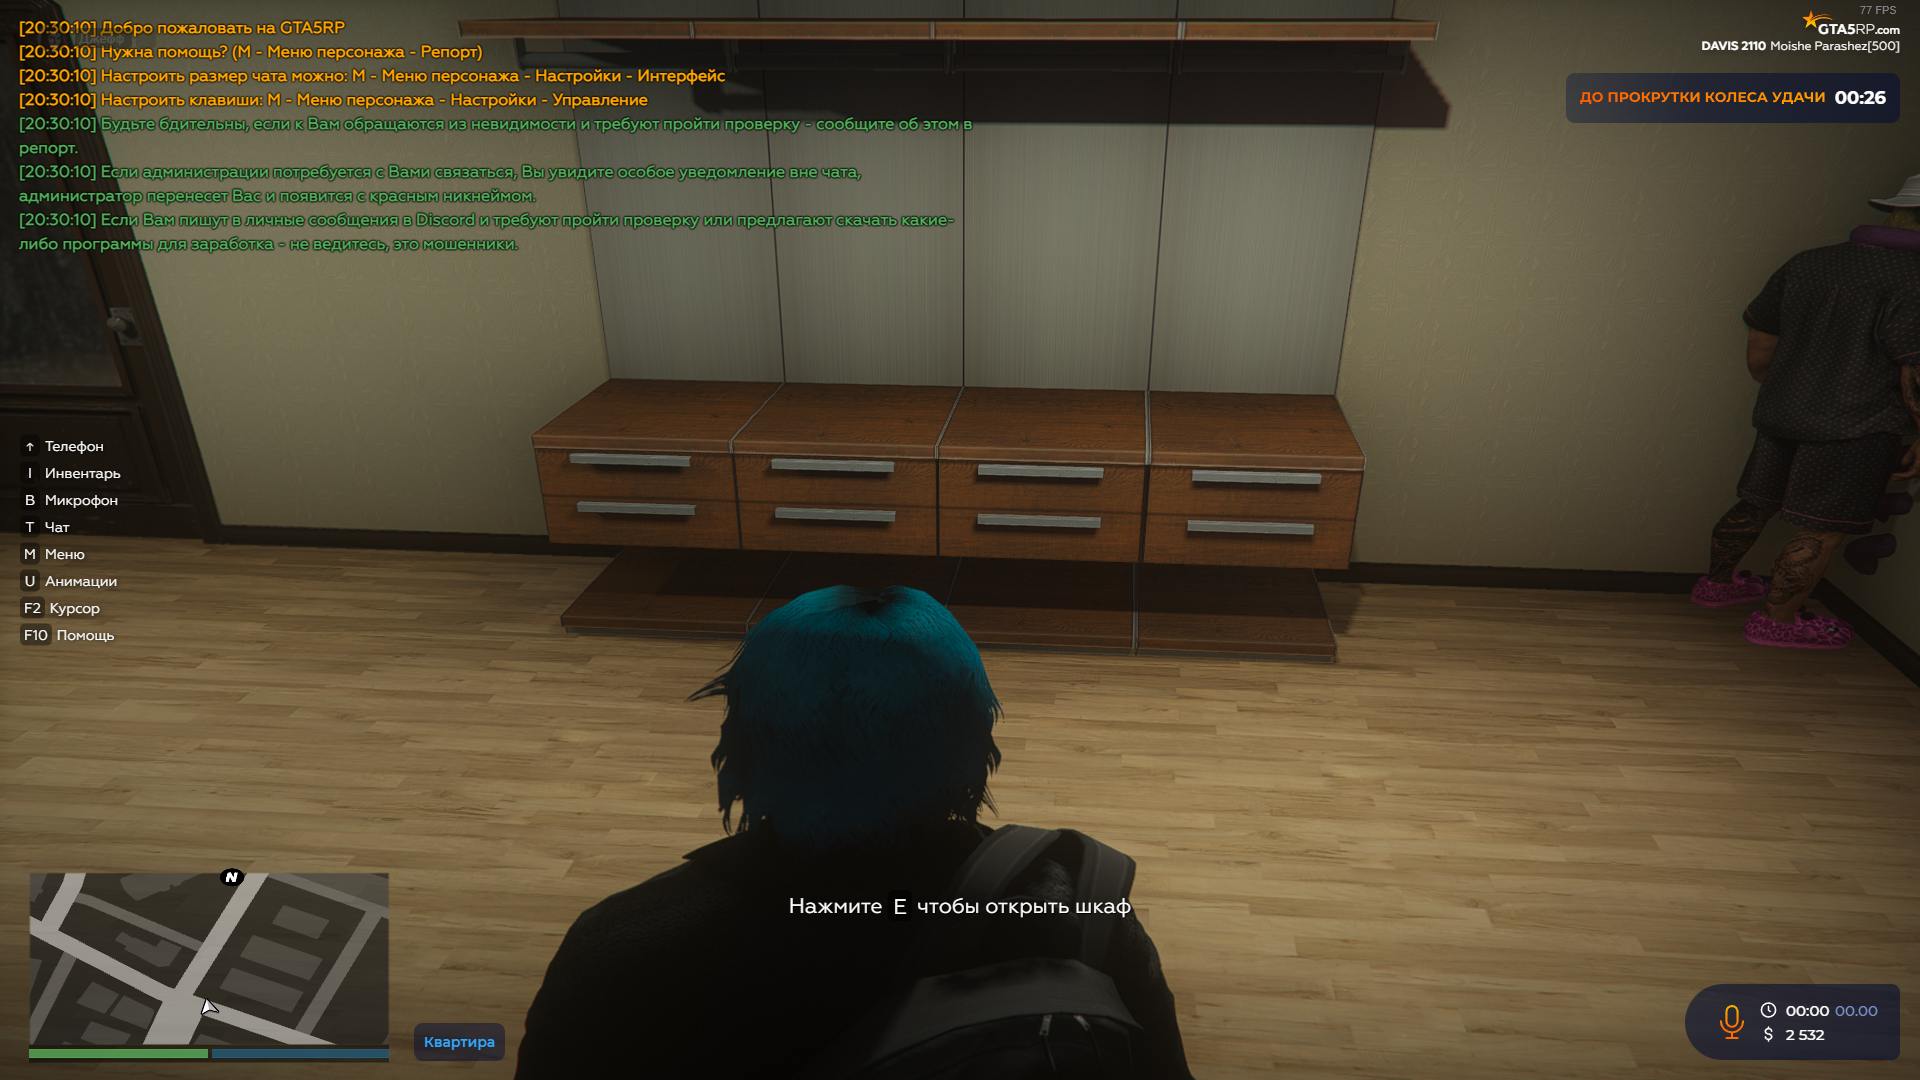 [20:30:10] Добро пожаловать на GTA5RP
[20:30:10] Нужна помощь? (М - Меню персонажа - Репорт)
[20:30:10] Настроить размер чата можно: М - Меню персонажа - Настройки - Интерфейс
[20:30:10] Настроить клавиши: М - Меню персонажа - Настройки - Управление
[20:30:10] Будьте бдительны, если к Вам обращаются из невидимости и требуют пройти проверку - сообщите об этом в
репорт.
[20:30:10] Если администрации потребуется с Вами связаться, Вы увидите особое уведомление вне чата,
администратор перенесет Вас и появится с красным никнеймом.
[20:30:10] Если Вам пишут в личные сообщения в Discord и требуют пройти проверку или предлагают скачать какие-
либо программы для заработка - не ведитесь, это мошенники.
77 FPS
GTA5RP.com
DAVIS 2110 Moishe Parashez[500]
ДО ПРОКРУТКИ КОЛЕСА УДАЧИ 00:26
↑ Телефон
I Инвентарь
B Микрофон
T Чат
M Меню
U Анимации
F2 Курсор
F10 Помощь
Нажмите E чтобы открыть шкаф
N
Квартира
00:00 00.00
$ 2 532